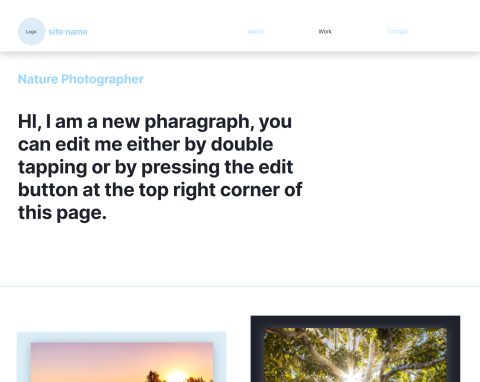 Logo
site name
About
Work
Contact
Nature Photographer
HI, I am a new pharagraph, you
can edit me either by double
tapping or by pressing the edit
button at the top right corner of
this page.